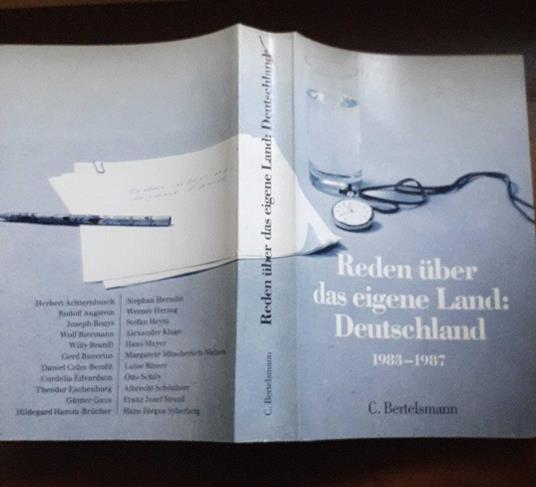 Herbert Achternbusch
Rudolf Augstein
Joseph Beuys
Wolf Biermann
Willy Brandt
Gerd Bucerius
Daniel Cohn-Bendit
Cordelia Edvardson
Theodor Eschenburg
Günter Gaus
Hildegard Hamm-Brücher
Stephan Hermlin
Werner Herzog
Stefan Heym
Alexander Kluge
Hans Mayer
Margarete Mitscherlich-Nielsen
Luise Rinser
Otto Schily
Albrecht Schönherr
Franz Josef Strauß
Hans Jürgen Syberberg
Reden über das eigene Land: Deutschland
C. Bertelsmann
Reden über
das eigene Land:
Deutschland
1983–1987
C. Bertelsmann